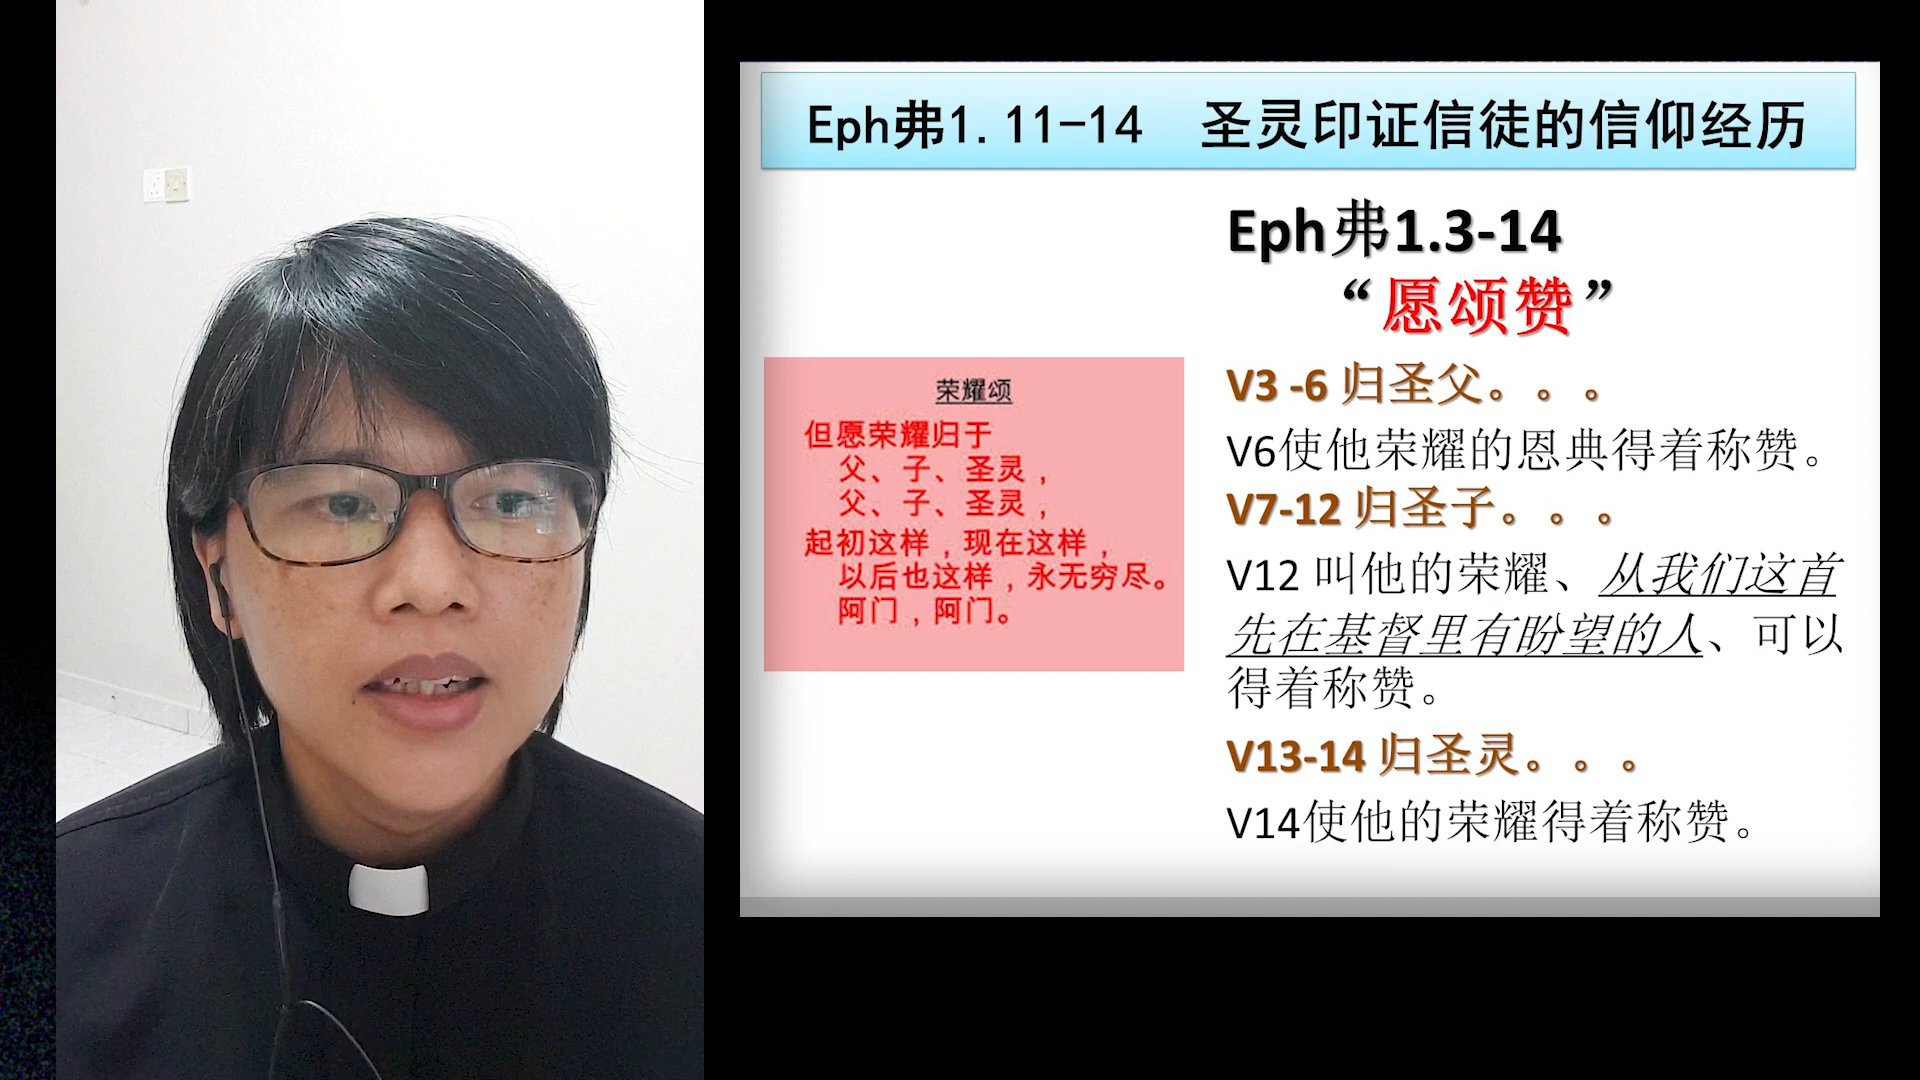 Eph弗1.11-14 圣灵印证信徒的信仰经历
Eph弗1.3-14
“愿颂赞”
荣耀颂
但愿荣耀归于
父、子、圣灵，
父、子、圣灵，
起初这样，现在这样，
以后也这样，永无穷尽。
阿门，阿门。
V3 -6 归圣父。。。
V6使他荣耀的恩典得着称赞。
V7-12 归圣子。。。
V12 叫他的荣耀、从我们这首
先在基督里有盼望的人、可以
得着称赞。
V13-14 归圣灵。。。
V14使他的荣耀得着称赞。